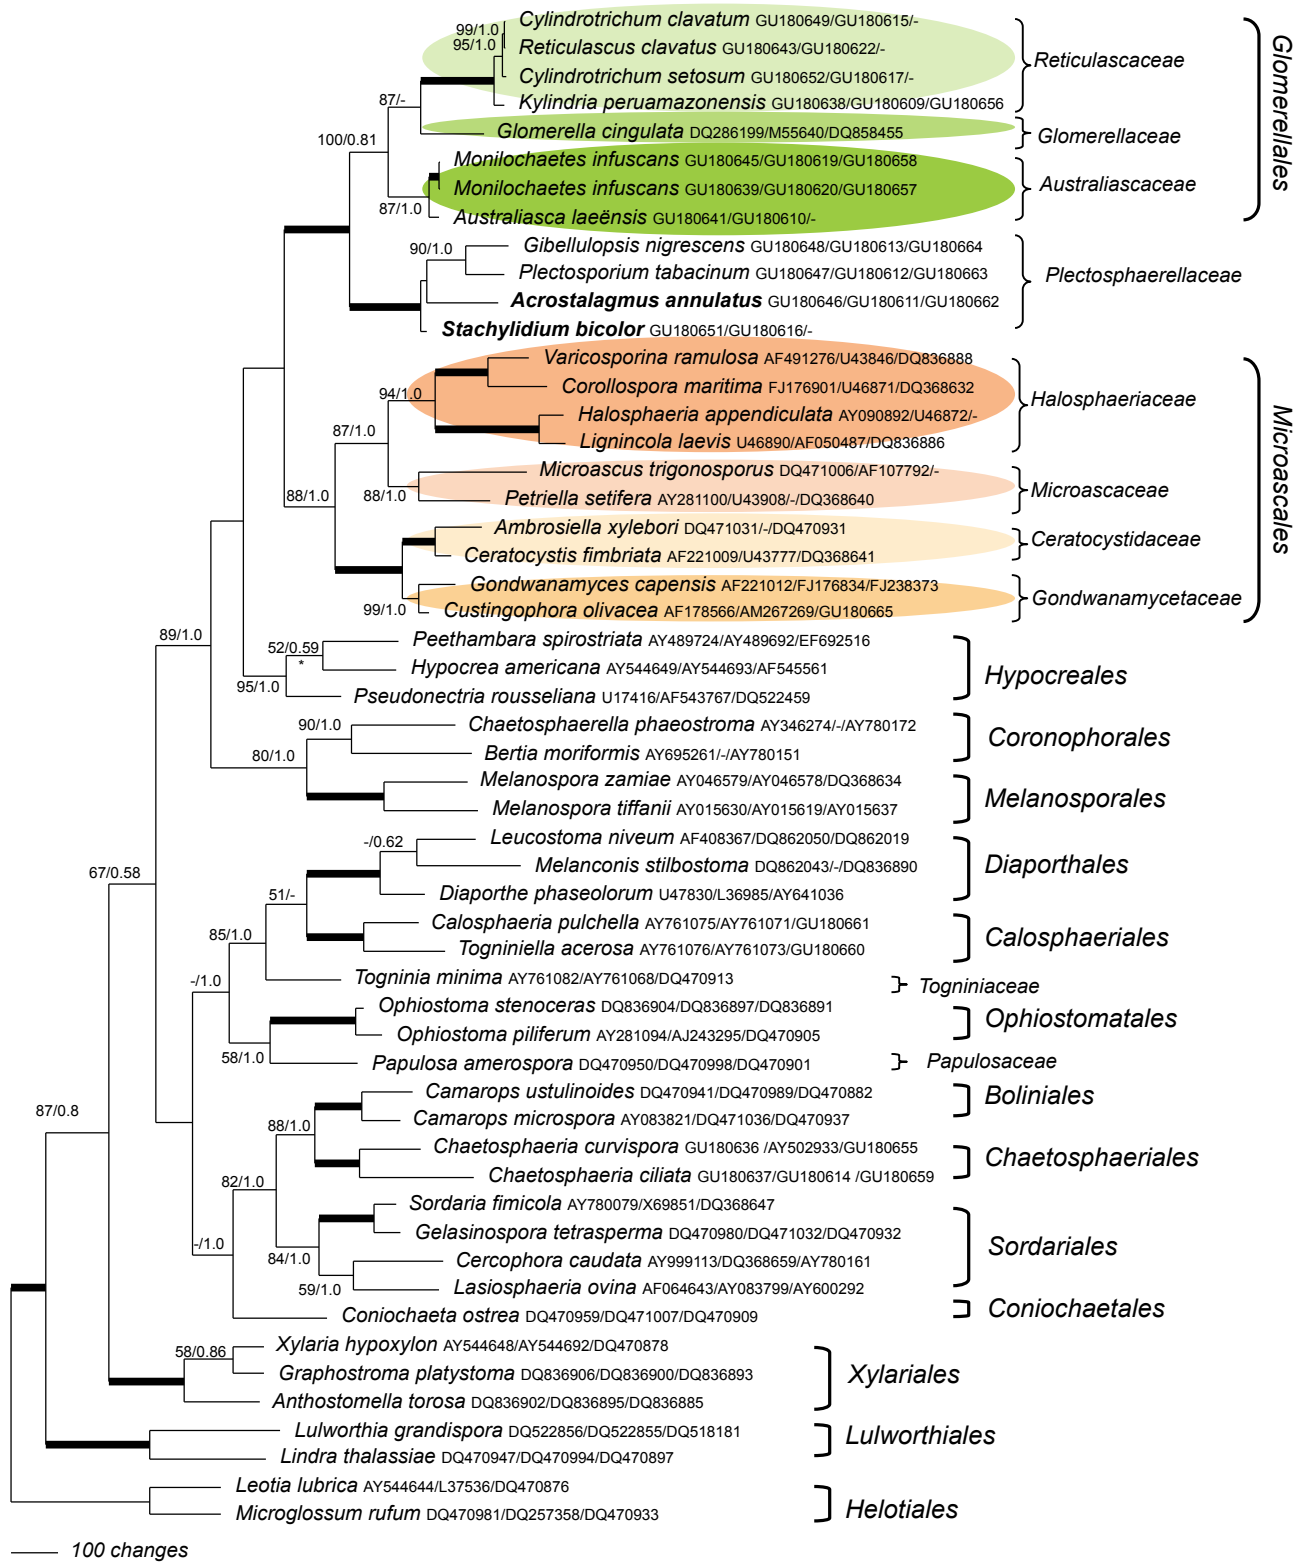 Cylindrotrichum clavatum GU180649/GU180615/-
99/1.0
95/1.0
Reticulascus clavatus GU180643/GU180622/-
Reticulascaceae
Cylindrotrichum setosum GU180652/GU180617/-
Kylindria peruamazonensis GU180638/GU180609/GU180656
87/-
Glomerella cingulata DQ286199/M55640/DQ858455
Glomerellaceae
Glomerellales
100/0.81
Monilochaetes infuscans GU180645/GU180619/GU180658
Monilochaetes infuscans GU180639/GU180620/GU180657
Australiascaceae
87/1.0
Australiasca laeënsis GU180641/GU180610/-
Gibellulopsis nigrescens GU180648/GU180613/GU180664
90/1.0
Plectosporium tabacinum GU180647/GU180612/GU180663
Plectosphaerellaceae
Acrostalagmus annulatus GU180646/GU180611/GU180662
Stachylidium bicolor GU180651/GU180616/-
Varicosporina ramulosa AF491276/U43846/DQ836888
Corollospora maritima FJ176901/U46871/DQ368632
94/1.0
Halosphaeriaceae
Halosphaeria appendiculata AY090892/U46872/-
87/1.0
Lignincola laevis U46890/AF050487/DQ836886
Microascales
Microascus trigonosporus DQ471006/AF107792/-
88/1.0
88/1.0
Petriella setifera AY281100/U43908/-/DQ368640
Microascaceae
Ambrosiella xylebori DQ471031/-/DQ470931
Ceratocystidaceae
Ceratocystis fimbriata AF221009/U43777/DQ368641
Gondwanamyces capensis AF221012/FJ176834/FJ238373
Gondwanamycetaceae
99/1.0
Custingophora olivacea AF178566/AM267269/GU180665
89/1.0
Peethambara spirostriata AY489724/AY489692/EF692516
52/0.59
*
Hypocrea americana AY544649/AY544693/AF545561
Hypocreales
95/1.0
Pseudonectria rousseliana U17416/AF543767/DQ522459
90/1.0
Chaetosphaerella phaeostroma AY346274/-/AY780172
Coronophorales
80/1.0
Bertia moriformis AY695261/-/AY780151
Melanospora zamiae AY046579/AY046578/DQ368634
Melanosporales
Melanospora tiffanii AY015630/AY015619/AY015637
-/0.62
Leucostoma niveum AF408367/DQ862050/DQ862019
Melanconis stilbostoma DQ862043/-/DQ836890
Diaporthales
67/0.58
Diaporthe phaseolorum U47830/L36985/AY641036
51/-
Calosphaeria pulchella AY761075/AY761071/GU180661
85/1.0
Calosphaeriales
Togniniella acerosa AY761076/AY761073/GU180660
-/1.0
Togninia minima AY761082/AY761068/DQ470913
Togniniaceae
Ophiostoma stenoceras DQ836904/DQ836897/DQ836891
Ophiostomatales
Ophiostoma piliferum AY281094/AJ243295/DQ470905
58/1.0
Papulosa amerospora DQ470950/DQ470998/DQ470901
Papulosaceae
Camarops ustulinoides DQ470941/DQ470989/DQ470882
Boliniales
87/0.8
Camarops microspora AY083821/DQ471036/DQ470937
88/1.0
Chaetosphaeria curvispora GU180636 /AY502933/GU180655
Chaetosphaeriales
Chaetosphaeria ciliata GU180637/GU180614 /GU180659
82/1.0
Sordaria fimicola AY780079/X69851/DQ368647
Gelasinospora tetrasperma DQ470980/DQ471032/DQ470932
-/1.0
Sordariales
84/1.0
Cercophora caudata AY999113/DQ368659/AY780161
59/1.0
Lasiosphaeria ovina AF064643/AY083799/AY600292
Coniochaeta ostrea DQ470959/DQ471007/DQ470909
Coniochaetales
Xylaria hypoxylon AY544648/AY544692/DQ470878
58/0.86
Graphostroma platystoma DQ836906/DQ836900/DQ836893
Xylariales
Anthostomella torosa DQ836902/DQ836895/DQ836885
Lulworthia grandispora DQ522856/DQ522855/DQ518181
Lulworthiales
Lindra thalassiae DQ470947/DQ470994/DQ470897
Leotia lubrica AY544644/L37536/DQ470876
Helotiales
Microglossum rufum DQ470981/DQ257358/DQ470933
100 changes